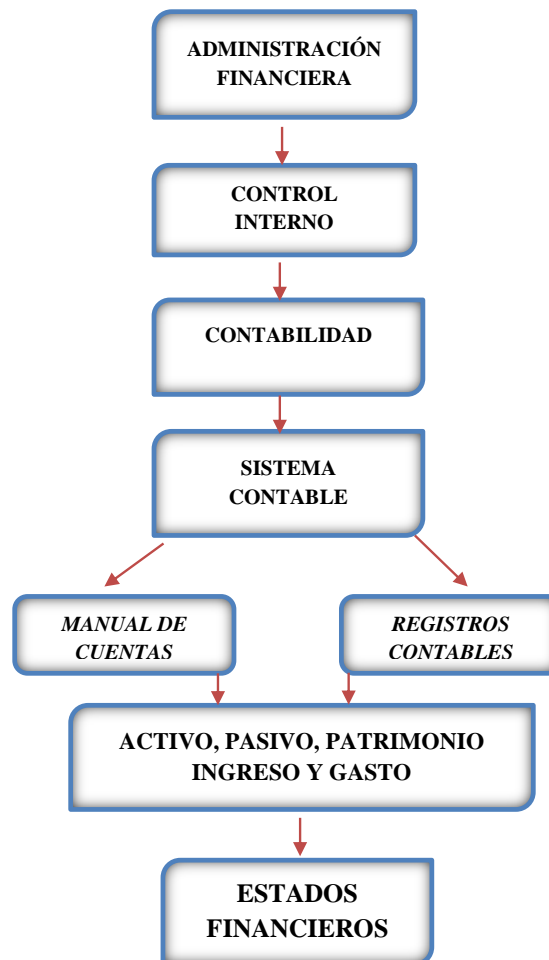 ADMINISTRACIÓN
FINANCIERA
CONTROL
INTERNO
CONTABILIDAD
SISTEMA
CONTABLE
MANUAL DE
CUENTAS
REGISTROS
CONTABLES
ACTIVO, PASIVO, PATRIMONIO
INGRESO Y GASTO
ESTADOS
FINANCIEROS